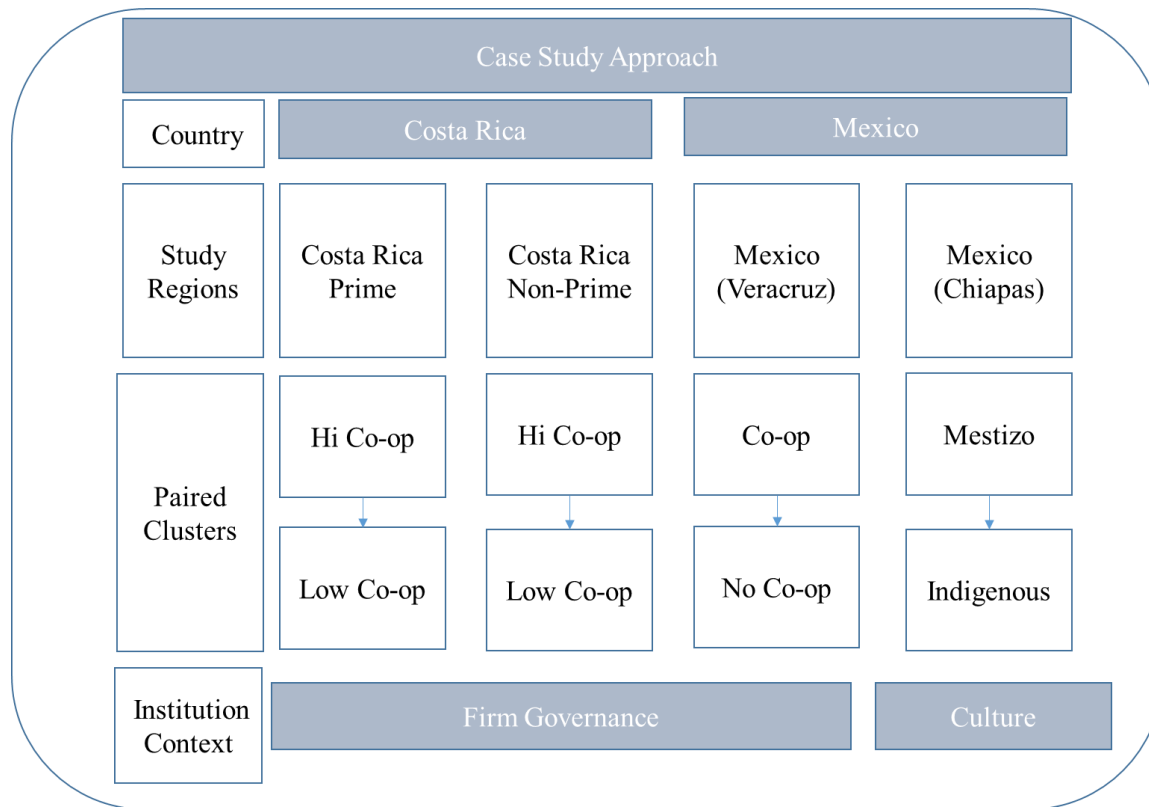 Case Study Approach
Country
Costa Rica
Mexico
Study
Regions
Costa Rica
Prime
Costa Rica
Non-Prime
Mexico
(Veracruz)
Mexico
(Chiapas)
Paired
Clusters
Hi Co-op
Hi Co-op
Co-op
Mestizo
Low Co-op
Low Co-op
No Co-op
Indigenous
Institution
Context
Firm Governance
Culture